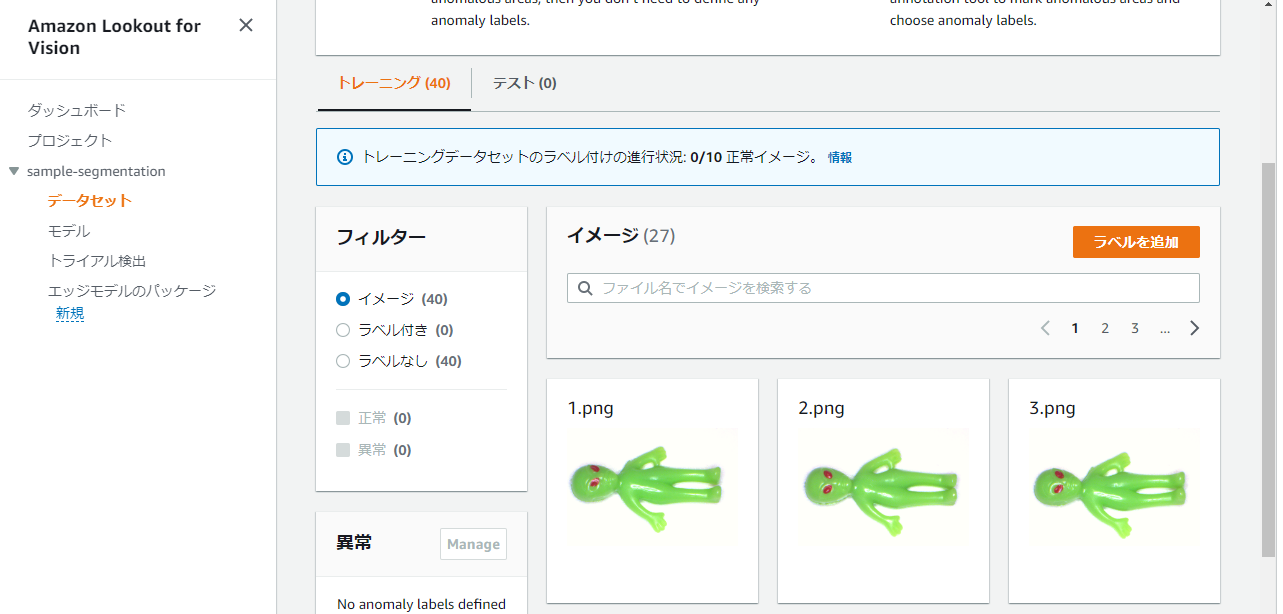 Amazon Lookout for
Vision
ダッシュボード
プロジェクト
sample-segmentation
データセット
モデル
トライアル検出
エッジモデルのパッケージ
新規
anomalous areas, then you don't need to define any
anomaly labels.
annotation tool to mark anomalous areas and
choose anomaly labels.
トレーニング (40)
テスト (0)
トレーニングデータセットのラベル付けの進行状況: 0/10 正常イメージ。 情報
フィルター
イメージ (40)
ラベル付き (0)
ラベルなし (40)
正常 (0)
異常 (0)
異常
Manage
No anomaly labels defined
イメージ (27)
ラベルを追加
ファイル名でイメージを検索する
1 2 3 ...
1.png
2.png
3.png